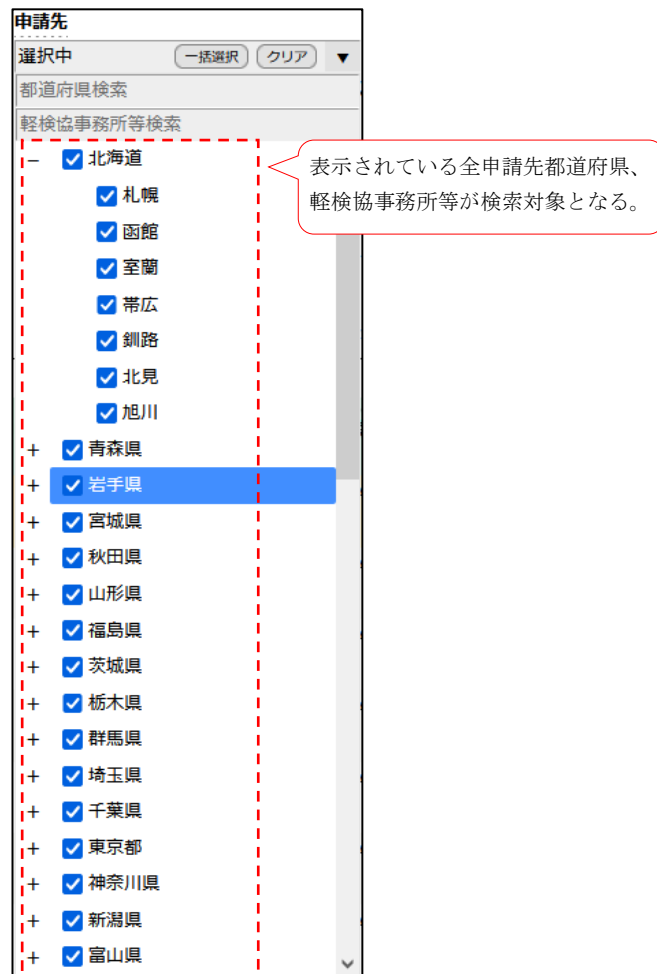 申請先
選択中 一括選択 クリア ▼
都道府県検索
軽検協事務所等検索
− 北海道
札幌
函館
室蘭
帯広
釧路
北見
旭川
+ 青森県
+ 岩手県
+ 宮城県
+ 秋田県
+ 山形県
+ 福島県
+ 茨城県
+ 栃木県
+ 群馬県
+ 埼玉県
+ 千葉県
+ 東京都
+ 神奈川県
+ 新潟県
+ 富山県
表示されている全申請先都道府県、
軽検協事務所等が検索対象となる。